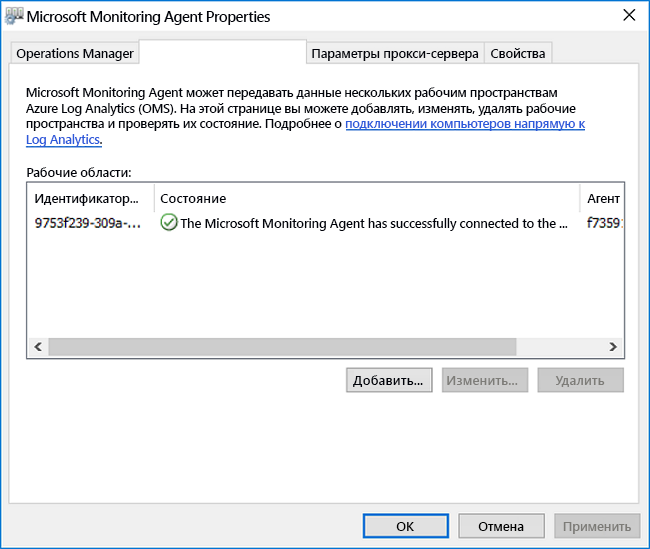 Microsoft Monitoring Agent Properties
Operations Manager
Параметры прокси-сервера
Свойства
Microsoft Monitoring Agent может передавать данные нескольких рабочим пространствам
Azure Log Analytics (OMS). На этой странице вы можете добавлять, изменять, удалять рабочие
пространства и проверять их состояние. Подробнее о подключении компьютеров напрямую к
Log Analytics.
Рабочие области:
Идентификатор... Состояние Агент
9753f239-309a-... The Microsoft Monitoring Agent has successfully connected to the ... f7359
Добавить... Изменить... Удалить
OK Отмена Применить